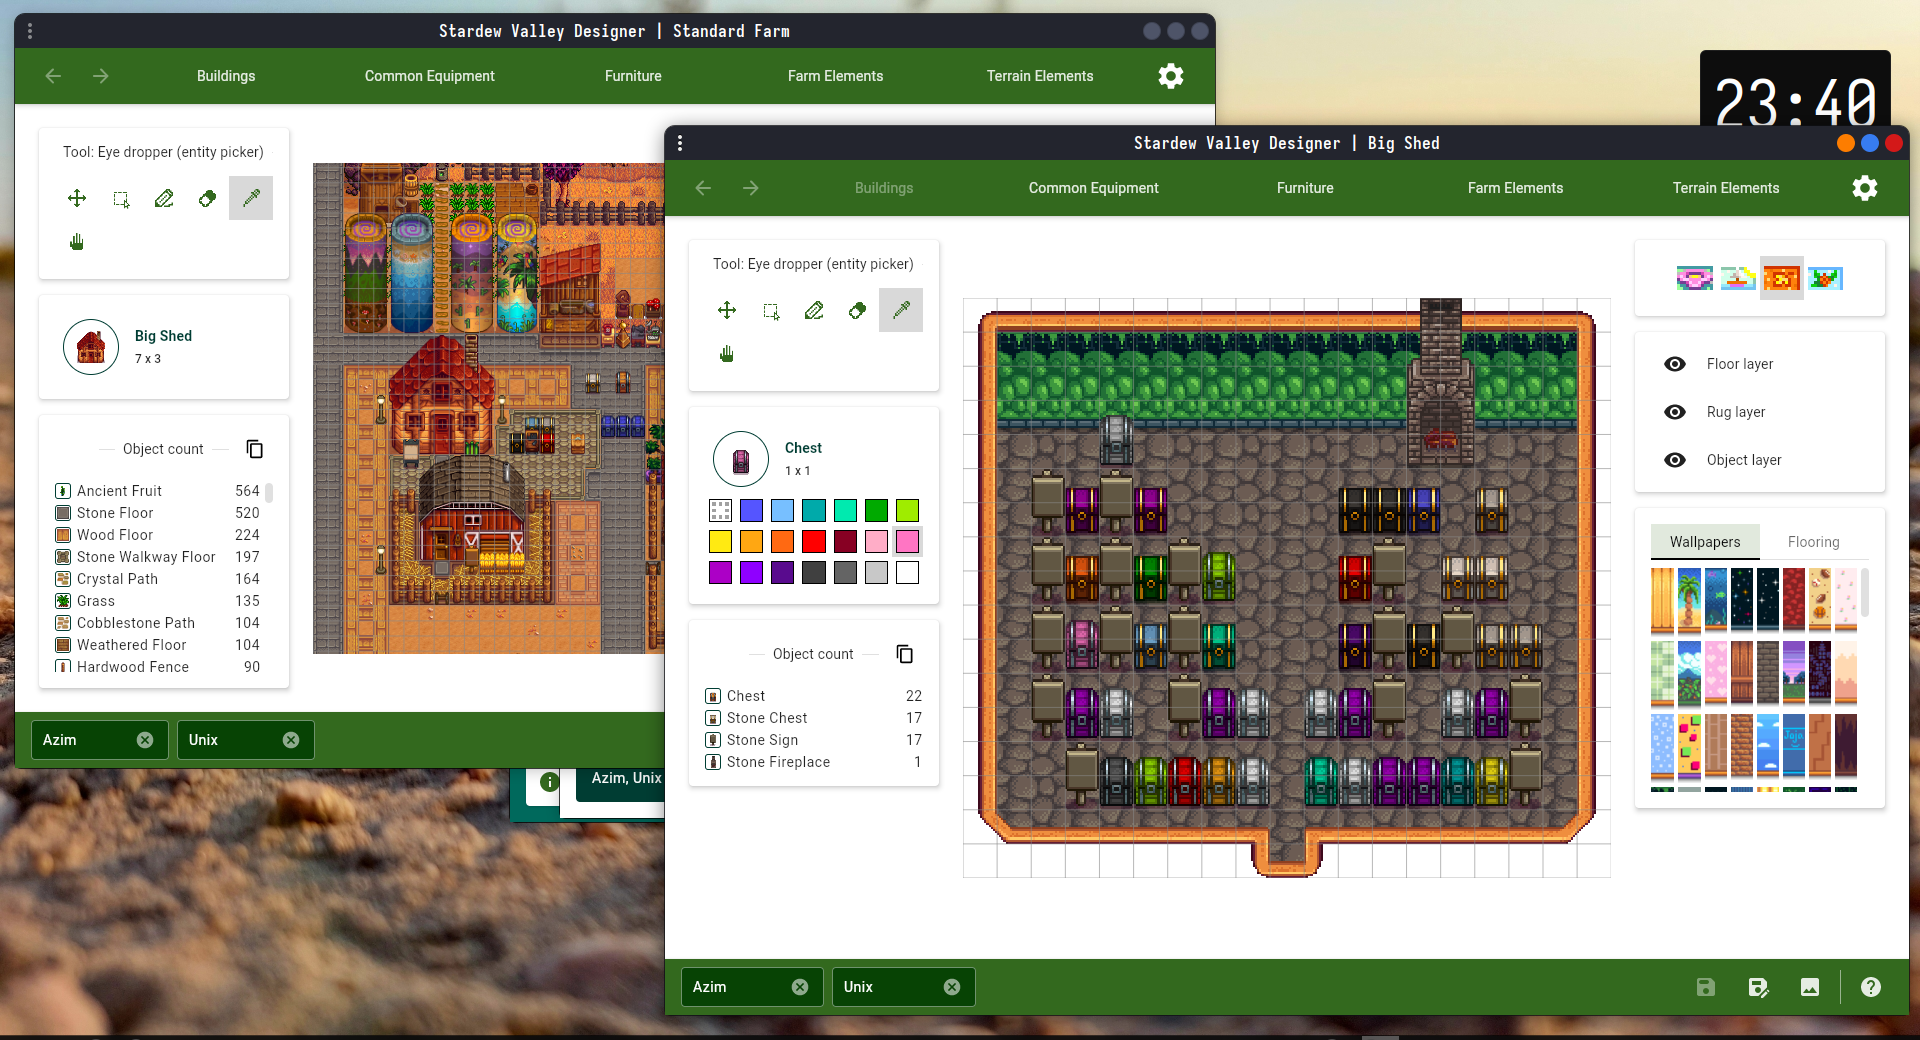 Stardew Valley Designer | Standard Farm
Buildings
Common Equipment
Furniture
Farm Elements
Terrain Elements
Tool: Eye dropper (entity picker)
Big Shed
7 x 3
Object count
Ancient Fruit 564
Stone Floor 520
Wood Floor 224
Stone Walkway Floor 197
Crystal Path 164
Grass 135
Cobblestone Path 104
Weathered Floor 104
Hardwood Fence 90
Azim
Unix
Azim, Unix
23:40
Stardew Valley Designer | Big Shed
Buildings
Common Equipment
Furniture
Farm Elements
Terrain Elements
Tool: Eye dropper (entity picker)
Chest
1 x 1
Object count
Chest 22
Stone Chest 17
Stone Sign 17
Stone Fireplace 1
Floor layer
Rug layer
Object layer
Wallpapers
Flooring
Joja
Azim
Unix